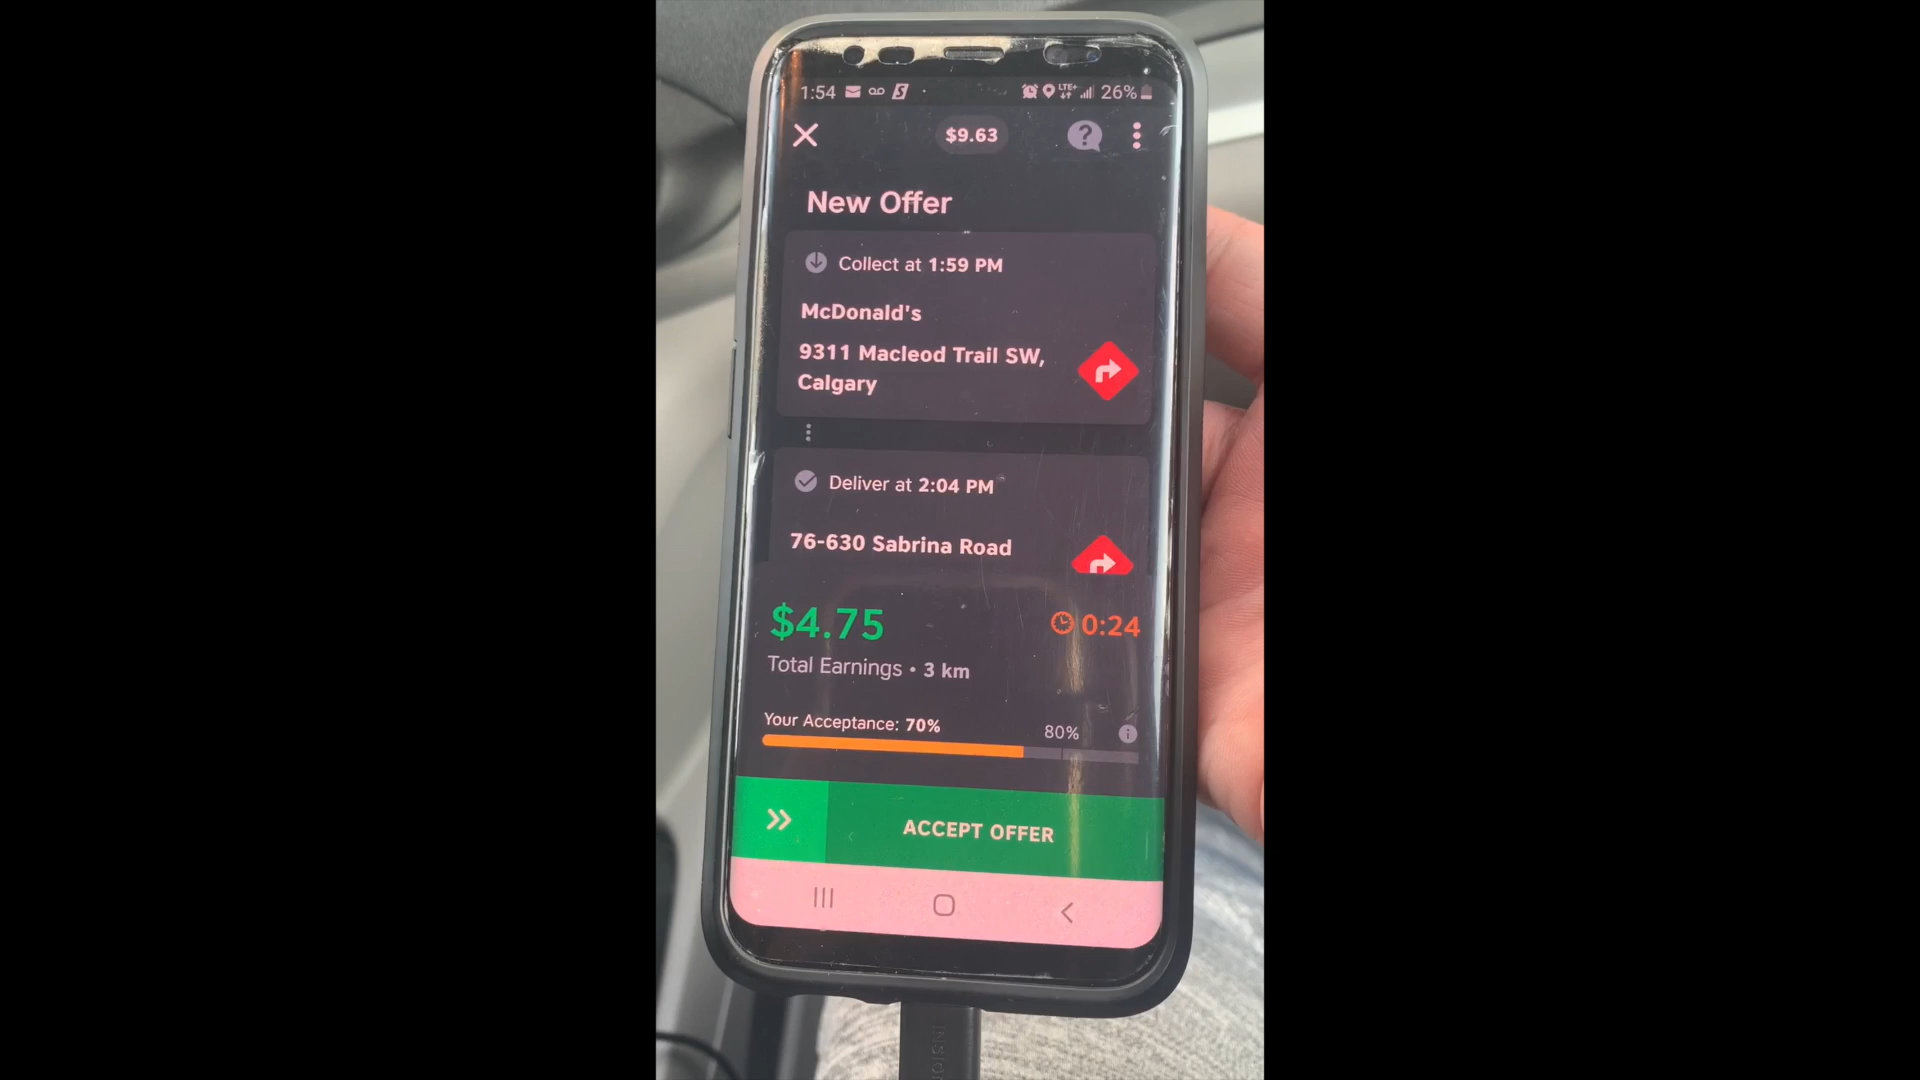 1:54 LTE+ 26%
$9.63 ?
New Offer
Collect at 1:59 PM
McDonald's
9311 Macleod Trail SW,
Calgary
Deliver at 2:04 PM
76-630 Sabrina Road
$4.75 0:24
Total Earnings • 3 km
Your Acceptance: 70% 80%
ACCEPT OFFER